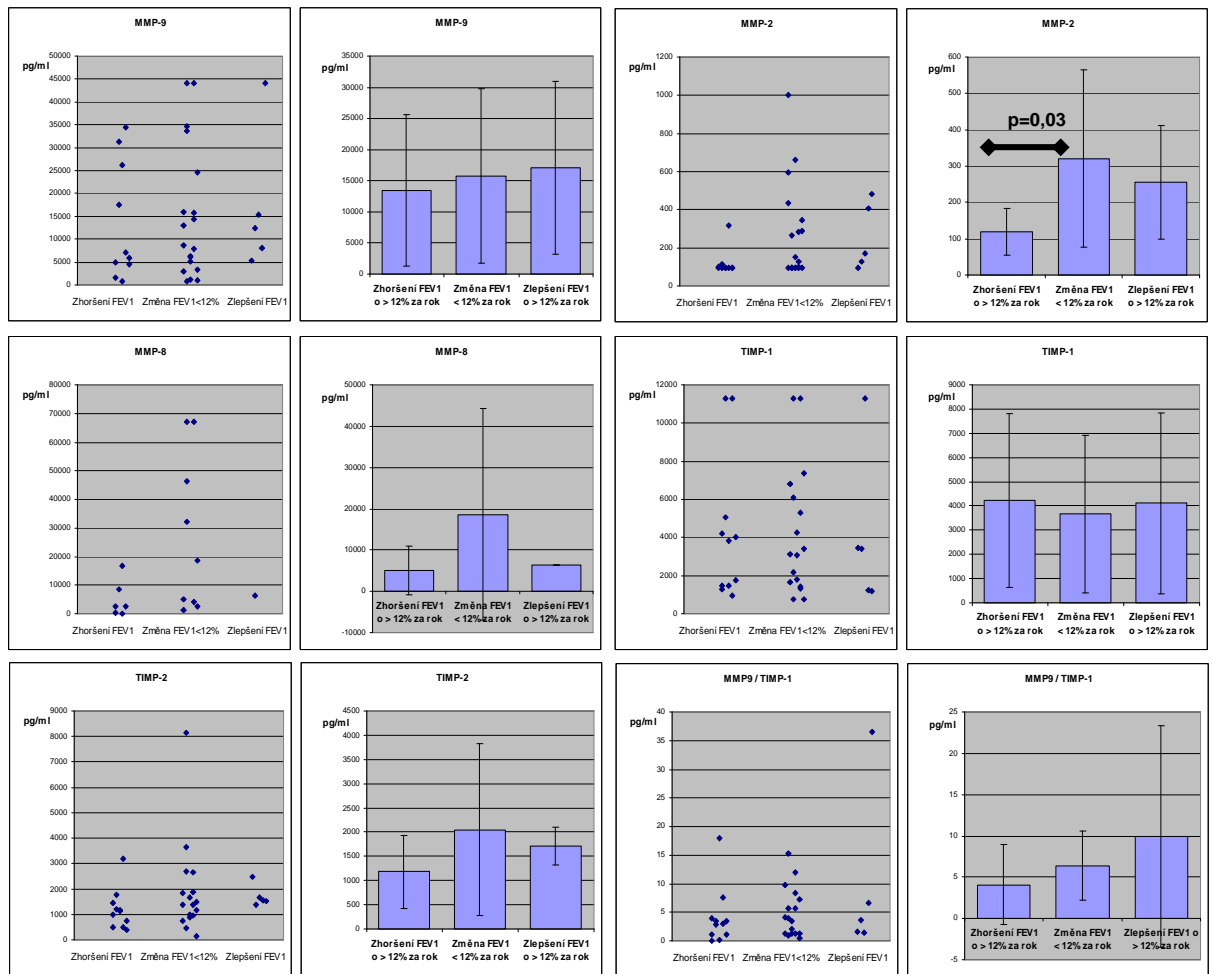 MMP-9
pg/ml
50000
45000
40000
35000
30000
25000
20000
15000
10000
5000
0
Zhoršení FEV1 Změna FEV1<12% Zlepšení FEV1
MMP-9
pg/ml
35000
30000
25000
20000
15000
10000
5000
0
Zhoršení FEV1 Změna FEV1 Zlepšení FEV1
o > 12% za rok < 12% za rok o > 12% za rok
MMP-2
pg/ml
1200
1000
800
600
400
200
0
Zhoršení FEV1 Změna FEV1<12% Zlepšení FEV1
MMP-2
pg/ml
600
500
400
300
200
100
0
p=0,03
Zhoršení FEV1 Změna FEV1 Zlepšení FEV1
o > 12% za rok < 12% za rok o > 12% za rok
MMP-8
pg/ml
80000
70000
60000
50000
40000
30000
20000
10000
0
Zhoršení FEV1 Změna FEV1<12% Zlepšení FEV1
MMP-8
pg/ml
50000
40000
30000
20000
10000
0
-10000
Zhoršení FEV1 Změna FEV1 Zlepšení FEV1
o > 12% za rok < 12% za rok o > 12% za rok
TIMP-1
pg/ml
12000
10000
8000
6000
4000
2000
0
Zhoršení FEV1 Změna FEV1<12% Zlepšení FEV1
TIMP-1
pg/ml
9000
8000
7000
6000
5000
4000
3000
2000
1000
0
Zhoršení FEV1 Změna FEV1 Zlepšení FEV1
o > 12% za rok < 12% za rok o > 12% za rok
TIMP-2
pg/ml
9000
8000
7000
6000
5000
4000
3000
2000
1000
0
Zhoršení FEV1 Změna FEV1<12% Zlepšení FEV1
TIMP-2
pg/ml
4500
4000
3500
3000
2500
2000
1500
1000
500
0
Zhoršení FEV1 Změna FEV1 Zlepšení FEV1
o > 12% za rok < 12% za rok o > 12% za rok
MMP9 / TIMP-1
pg/ml
40
35
30
25
20
15
10
5
0
Zhoršení FEV1 Změna FEV1<12% Zlepšení FEV1
MMP9 / TIMP-1
pg/ml
25
20
15
10
5
0
-5
Zhoršení FEV1 Změna FEV1 Zlepšení FEV1 o
o > 12% za rok < 12% za rok > 12% za rok